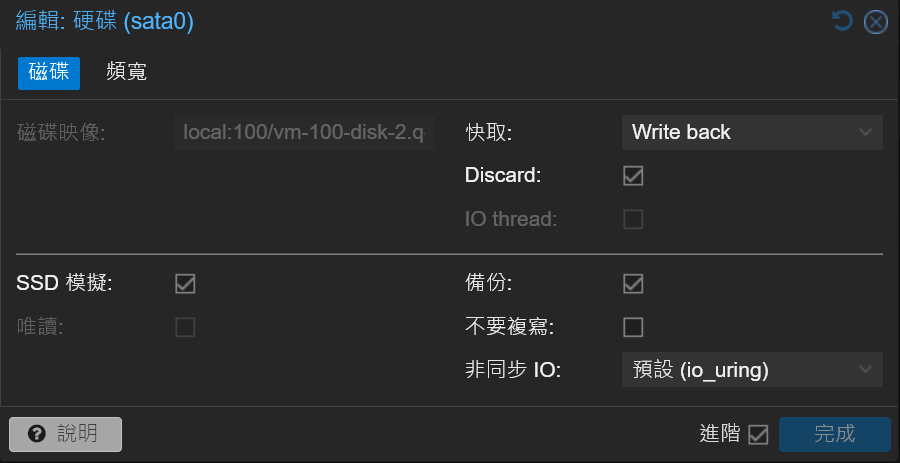 編輯: 硬碟 (sata0)
磁碟 頻寬
磁碟映像: local:100/vm-100-disk-2.q
快取: Write back
Discard:
IO thread:
SSD 模擬:
備份:
唯讀:
不要複寫:
非同步 IO: 預設 (io_uring)
說明
進階
完成